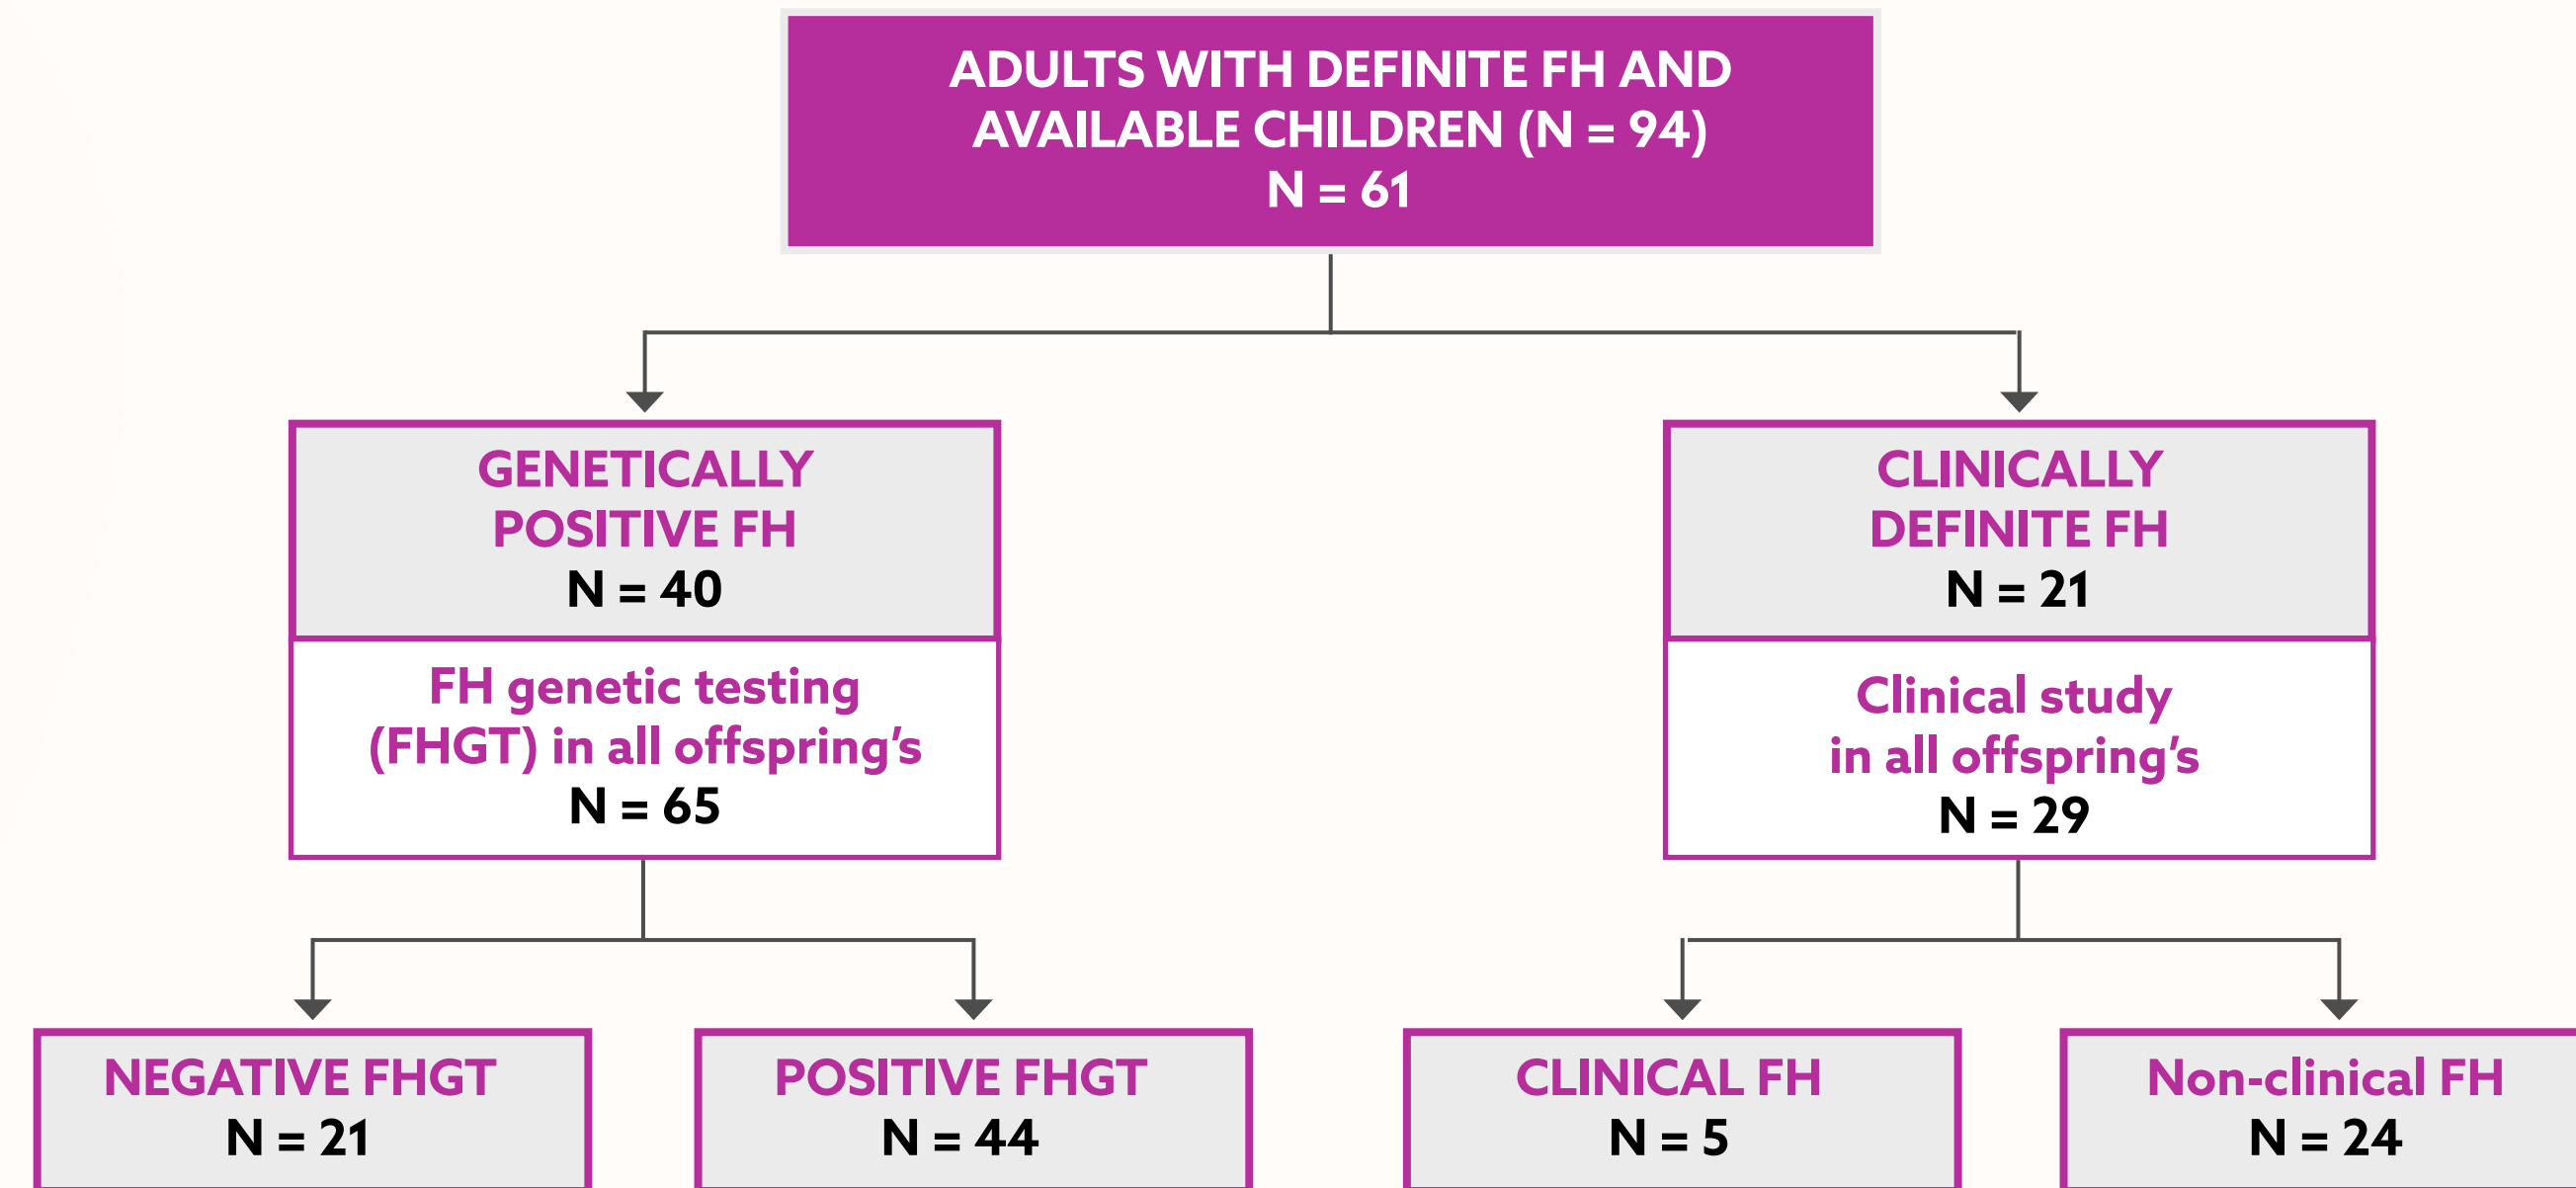 ADULTS WITH DEFINITE FH AND
AVAILABLE CHILDREN (N = 94)
N = 61
GENETICALLY
POSITIVE FH
N = 40
FH genetic testing
(FHGT) in all offspring’s
N = 65
CLINICALLY
DEFINITE FH
N = 21
Clinical study
in all offspring’s
N = 29
NEGATIVE FHGT
N = 21
POSITIVE FHGT
N = 44
CLINICAL FH
N = 5
Non-clinical FH
N = 24